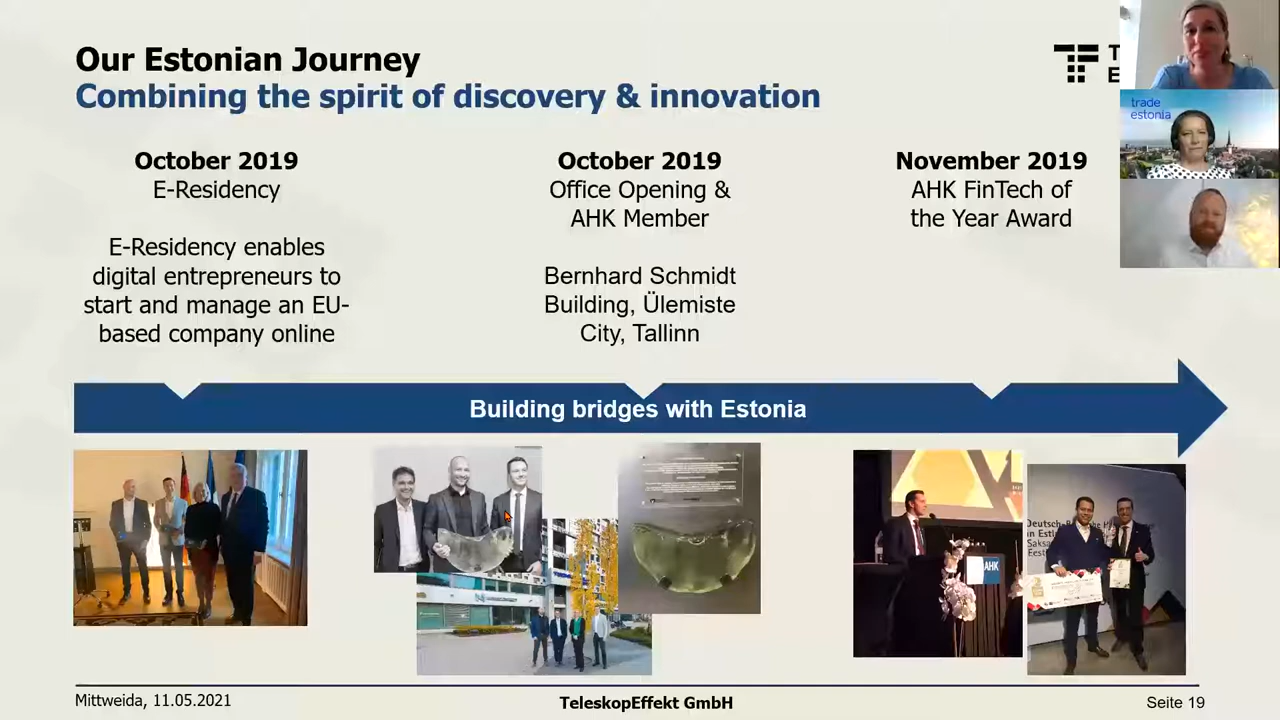 Our Estonian Journey
Combining the spirit of discovery & innovation
T
E
trade
estonia
October 2019
E-Residency
E-Residency enables
digital entrepreneurs to
start and manage an EU-
based company online
October 2019
Office Opening &
AHK Member
Bernhard Schmidt
Building, Ülemiste
City, Tallinn
November 2019
AHK FinTech of
the Year Award
Building bridges with Estonia
AHK
Mittweida, 11.05.2021
TeleskopEffekt GmbH
Seite 19